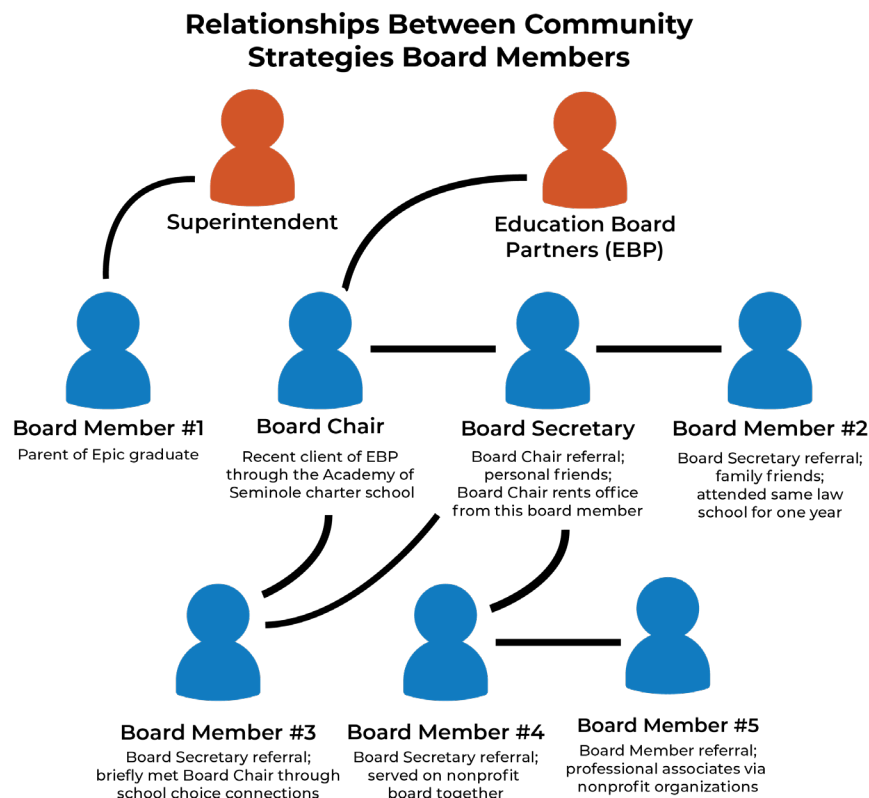 Relationships Between Community
Strategies Board Members
Superintendent
Education Board
Partners (EBP)
Board Member #1
Parent of Epic graduate
Board Chair
Recent client of EBP
through the Academy of
Seminole charter school
Board Secretary
Board Chair referral;
personal friends;
Board Chair rents office
from this board member
Board Member #2
Board Secretary referral;
family friends;
attended same law
school for one year
Board Member #3
Board Secretary referral;
briefly met Board Chair through
school choice connections
Board Member #4
Board Secretary referral;
served on nonprofit
board together
Board Member #5
Board Member referral;
professional associates via
nonprofit organizations